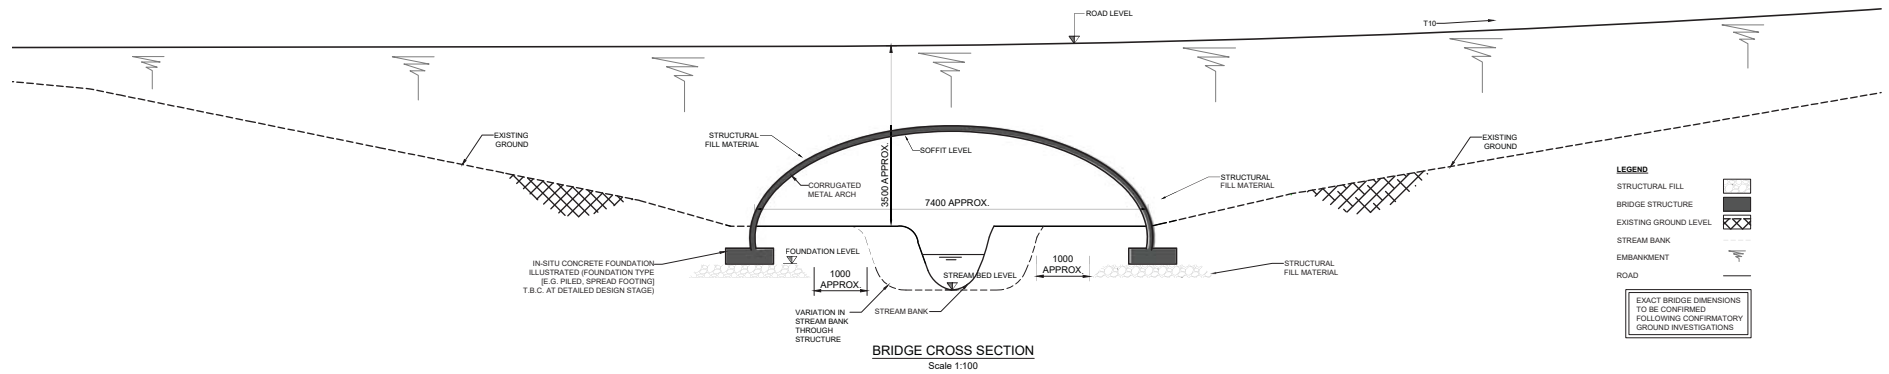 ROAD LEVEL
T10
EXISTING
GROUND
STRUCTURAL
FILL MATERIAL
SOFFIT LEVEL
CORRUGATED
METAL ARCH
3500 APPROX.
7400 APPROX.
STRUCTURAL
FILL MATERIAL
EXISTING
GROUND
IN-SITU CONCRETE FOUNDATION
ILLUSTRATED (FOUNDATION TYPE
[E.G. PILED, SPREAD FOOTING]
T.B.C. AT DETAILED DESIGN STAGE)
FOUNDATION LEVEL
1000
APPROX.
STREAM BED LEVEL
1000
APPROX.
STRUCTURAL
FILL MATERIAL
VARIATION IN
STREAM BANK
THROUGH
STRUCTURE
STREAM BANK
BRIDGE CROSS SECTION
Scale 1:100
LEGEND
STRUCTURAL FILL
BRIDGE STRUCTURE
EXISTING GROUND LEVEL
STREAM BANK
EMBANKMENT
ROAD
EXACT BRIDGE DIMENSIONS
TO BE CONFIRMED
FOLLOWING CONFIRMATORY
GROUND INVESTIGATIONS